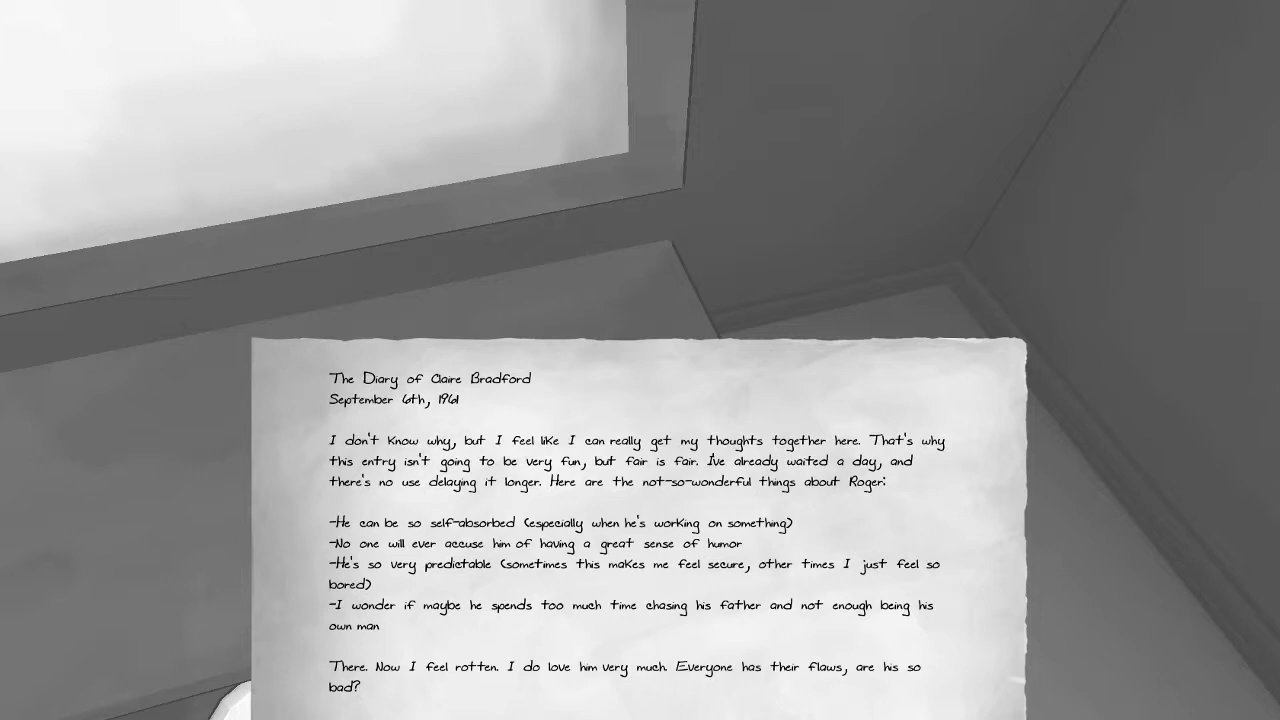 The Diary of Claire Bradford
September 6th, 1961
I don't know why, but I feel like I can really get my thoughts together here. That's why
this entry isn't going to be very fun, but fair is fair. I've already waited a day, and
there's no use delaying it longer. Here are the not-so-wonderful things about Roger:
-He can be so self-absorbed (especially when he's working on something)
-No one will ever accuse him of having a great sense of humor
-He's so very predictable (sometimes this makes me feel secure, other times I just feel so
bored)
-I wonder if maybe he spends too much time chasing his father and not enough being his
own man
There. Now I feel rotten. I do love him very much. Everyone has their flaws, are his so
bad?